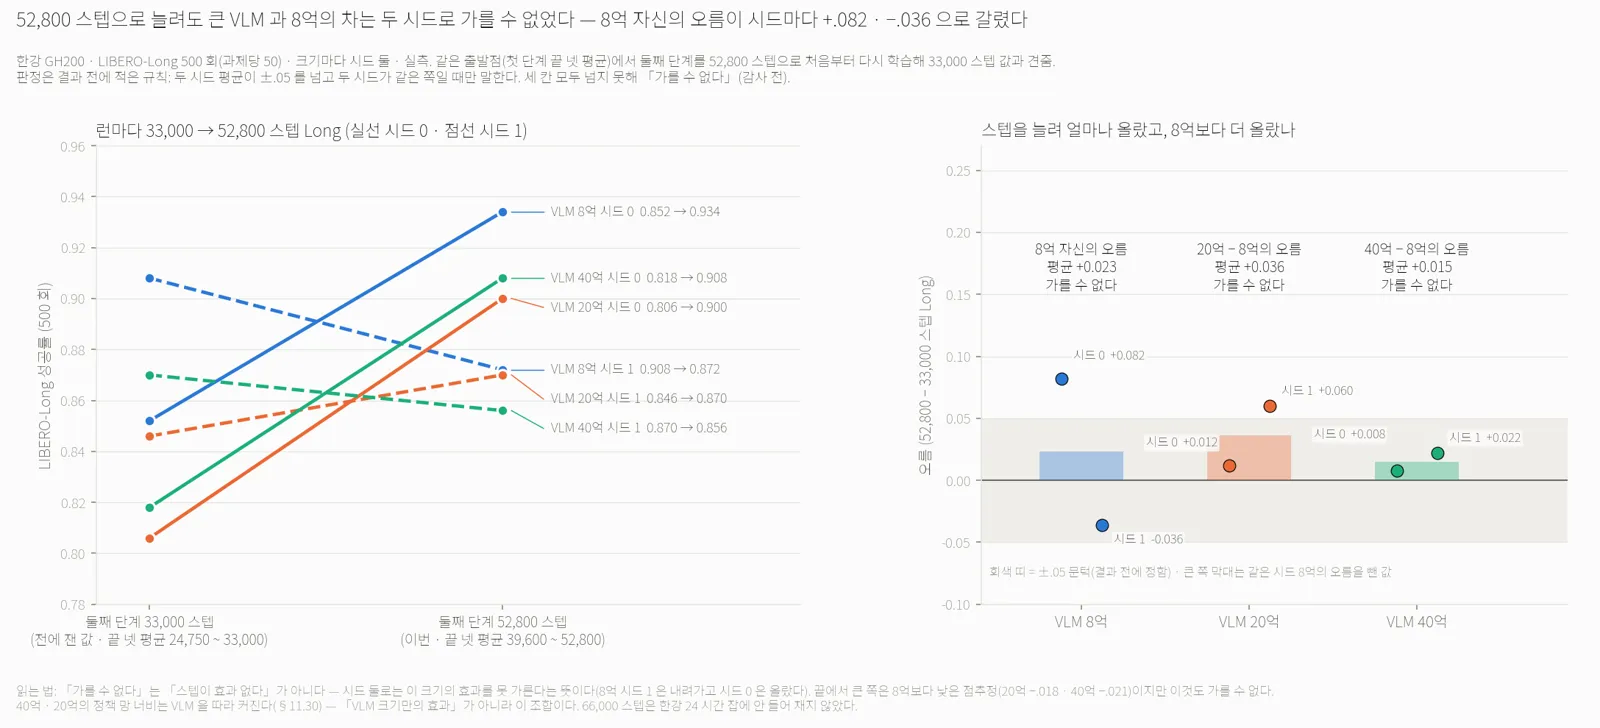 52,800 스텝으로 늘려도 큰 VLM 과 8억의 차는 두 시드로 가를 수 없었다 — 8억 자신의 오름이 시드마다 +.082 · −.036 으로 갈렸다
한강 GH200 · LIBERO-Long 500 회(과제당 50) · 크기마다 시드 둘 · 실측. 같은 출발점(첫 단계 끝 넷 평균)에서 둘째 단계를 52,800 스텝으로 처음부터 다시 학습해 33,000 스텝 값과 견줌.
판정은 결과 전에 적은 규칙: 두 시드 평균이 ±.05 를 넘고 두 시드가 같은 쪽일 때만 말한다. 세 칸 모두 넘지 못해 「가를 수 없다」(감사 전).
런마다 33,000 → 52,800 스텝 Long (실선 시드 0 · 점선 시드 1)
LIBERO-Long 성공률 (500 회)
0.96
0.94
0.92
0.90
0.88
0.86
0.84
0.82
0.80
0.78
VLM 8억 시드 0 0.852 → 0.934
VLM 40억 시드 0 0.818 → 0.908
VLM 20억 시드 0 0.806 → 0.900
VLM 8억 시드 1 0.908 → 0.872
VLM 20억 시드 1 0.846 → 0.870
VLM 40억 시드 1 0.870 → 0.856
둘째 단계 33,000 스텝
(전에 잰 값 · 끝 넷 평균 24,750 ~ 33,000)
둘째 단계 52,800 스텝
(이번 · 끝 넷 평균 39,600 ~ 52,800)
스텝을 늘려 얼마나 올랐고, 8억보다 더 올랐나
오름 (52,800 − 33,000 스텝 Long)
0.25
0.20
0.15
0.10
0.05
0.00
-0.05
-0.10
8억 자신의 오름
평균 +0.023
가를 수 없다
20억 − 8억의 오름
평균 +0.036
가를 수 없다
40억 − 8억의 오름
평균 +0.015
가를 수 없다
시드 0 +0.082
시드 1 -0.036
시드 0 +0.012
시드 1 +0.060
시드 0 +0.008
시드 1 +0.022
회색 띠 = ±.05 문턱(결과 전에 정함) · 큰 쪽 막대는 같은 시드 8억의 오름을 뺀 값
VLM 8억
VLM 20억
VLM 40억
읽는 법: 「가를 수 없다」는 「스텝이 효과 없다」가 아니다 — 시드 둘로는 이 크기의 효과를 못 가른다는 뜻이다(8억 시드 1 은 내려가고 시드 0 은 올랐다). 끝에서 큰 쪽은 8억보다 낮은 점추정(20억 −.018 · 40억 −.021)이지만 이것도 가를 수 없다.
40억 · 20억의 정책 망 너비는 VLM 을 따라 커진다(§11.30) — 「VLM 크기만의 효과」가 아니라 이 조합이다. 66,000 스텝은 한강 24 시간 잡에 안 들어 재지 않았다.